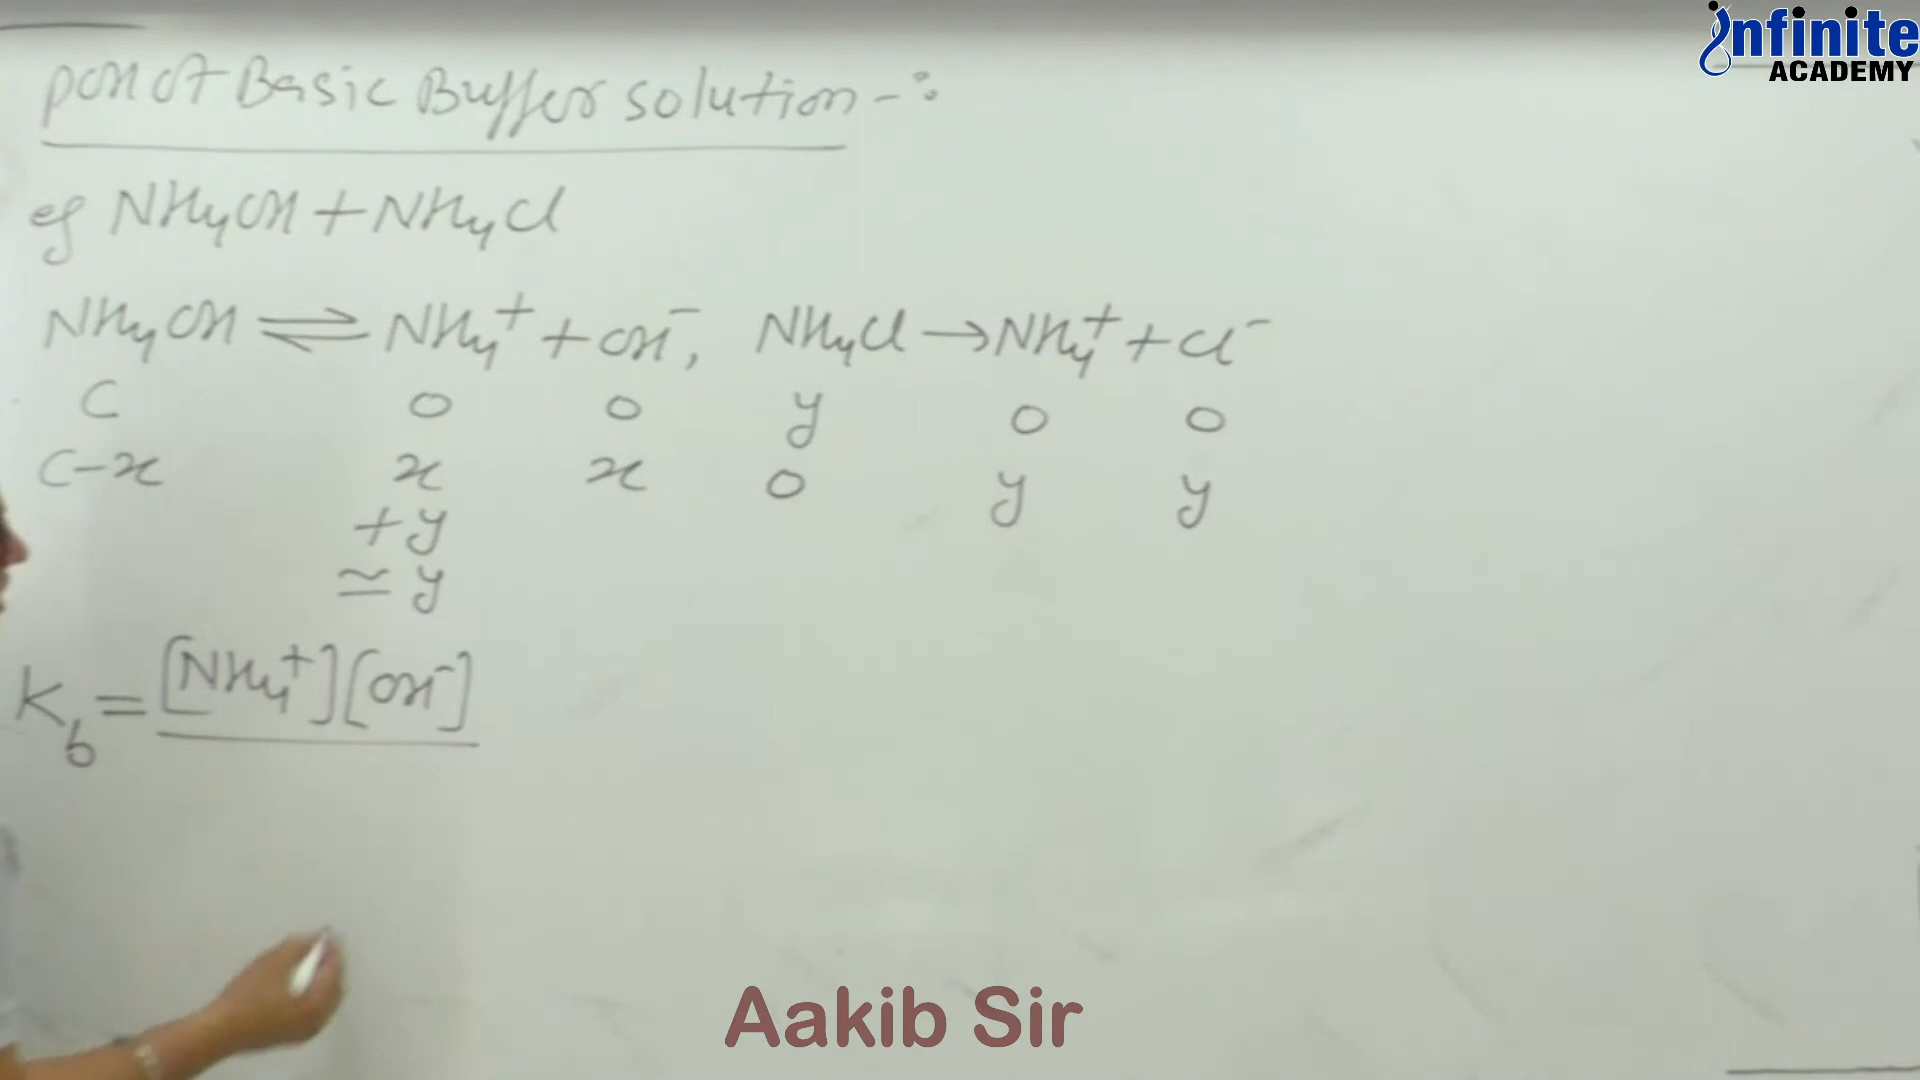 infinite
ACADEMY
pOH of Basic Buffer solution -:
eg NH₄OH + NH₄Cl
NH₄OH ⇌ NH₄⁺ + OH⁻, NH₄Cl → NH₄⁺ + Cl⁻
C 0 0 y 0 0
C-x x x 0 y y
+y
≃ y
K_b = [NH₄⁺][OH⁻]
Aakib Sir